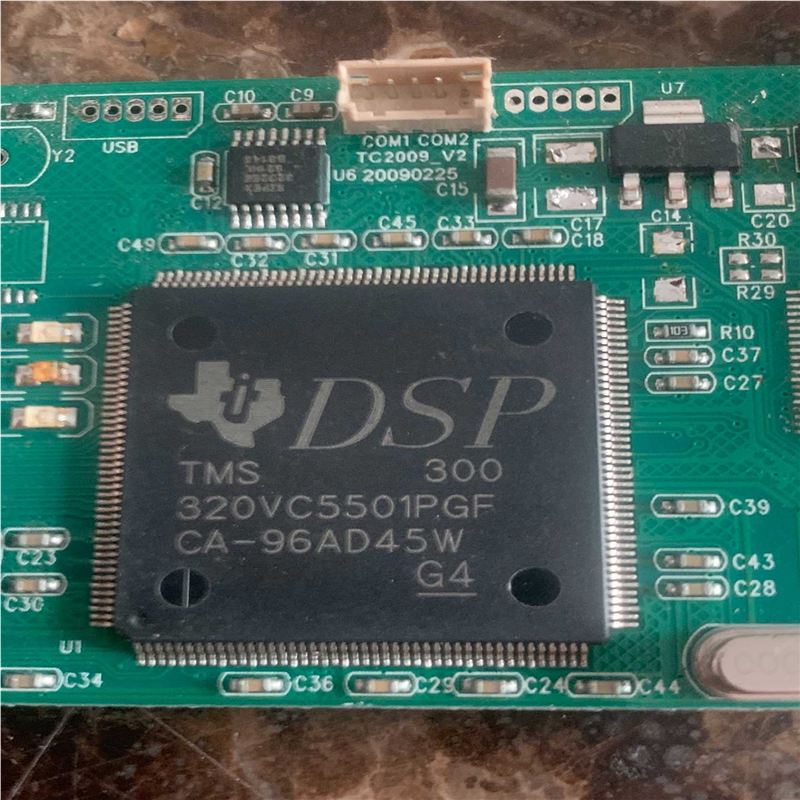 C10 C9
U7
USB
COM1 COM2
Y2
TC2009_V2
U6 20090225
C15
C12
C17
C14
C20
C49
C32
C31
C45
C33
C18
R30
R29
103 R10
C37
C27
i DSP
TMS 300
320VC5501PGF
CA-96AD45W
G4
C39
C23
C43
C30
C28
U1
C34
C36
C29
C24
C44